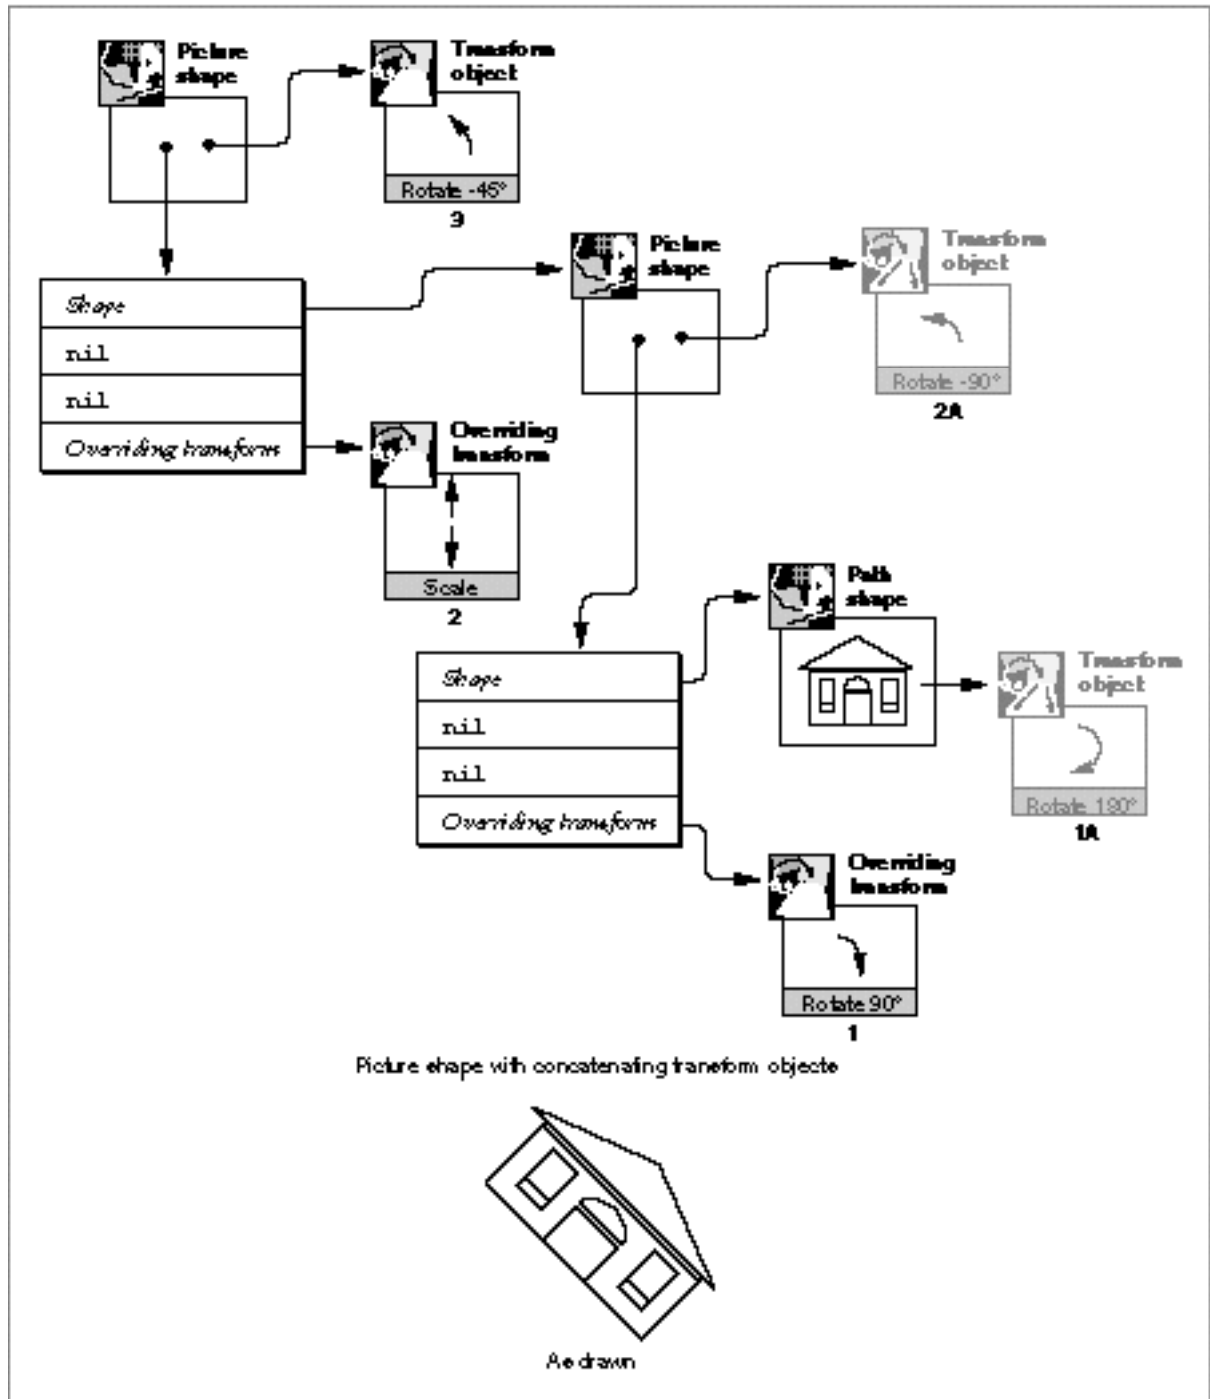 Picture
shape
Transform
object
Rotate -45°
3
Picture
shape
Transform
object
Rotate -90°
2A
Shape
nil
nil
Overriding transform
Overriding
transform
Scale
2
Path
shape
Transform
object
Rotate 180°
1A
Shape
nil
nil
Overriding transform
Overriding
transform
Rotate 90°
1
Picture shape with concatenating transform objects
As drawn